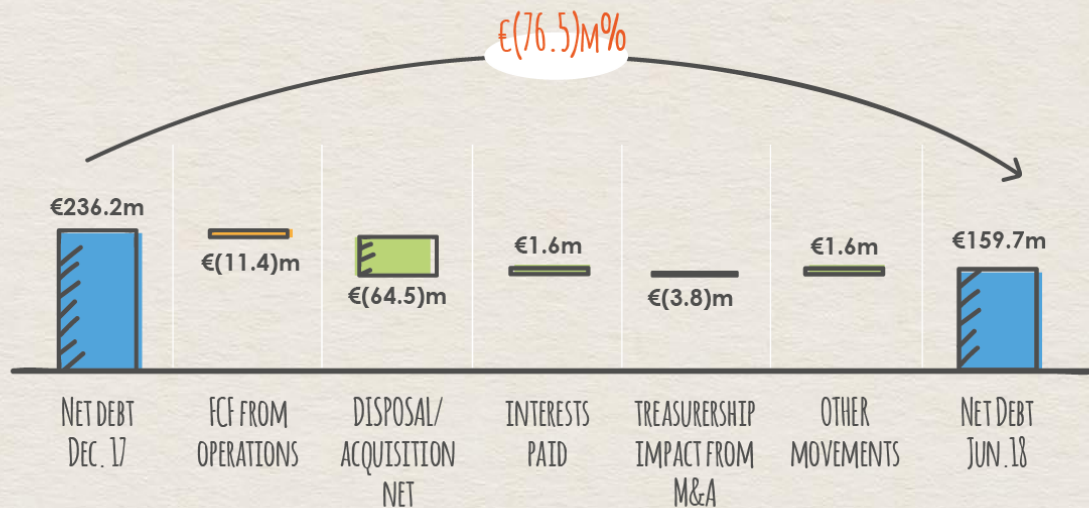 €(76.5)M%
€236.2m
€(11.4)m
€(64.5)m
€1.6m
€(3.8)m
€1.6m
€159.7m
NET DEBT
DEC. 17
FCF FROM
OPERATIONS
DISPOSAL/
ACQUISITION
NET
INTERESTS
PAID
TREASURERSHIP
IMPACT FROM
M&A
OTHER
MOVEMENTS
NET DEBT
JUN.18